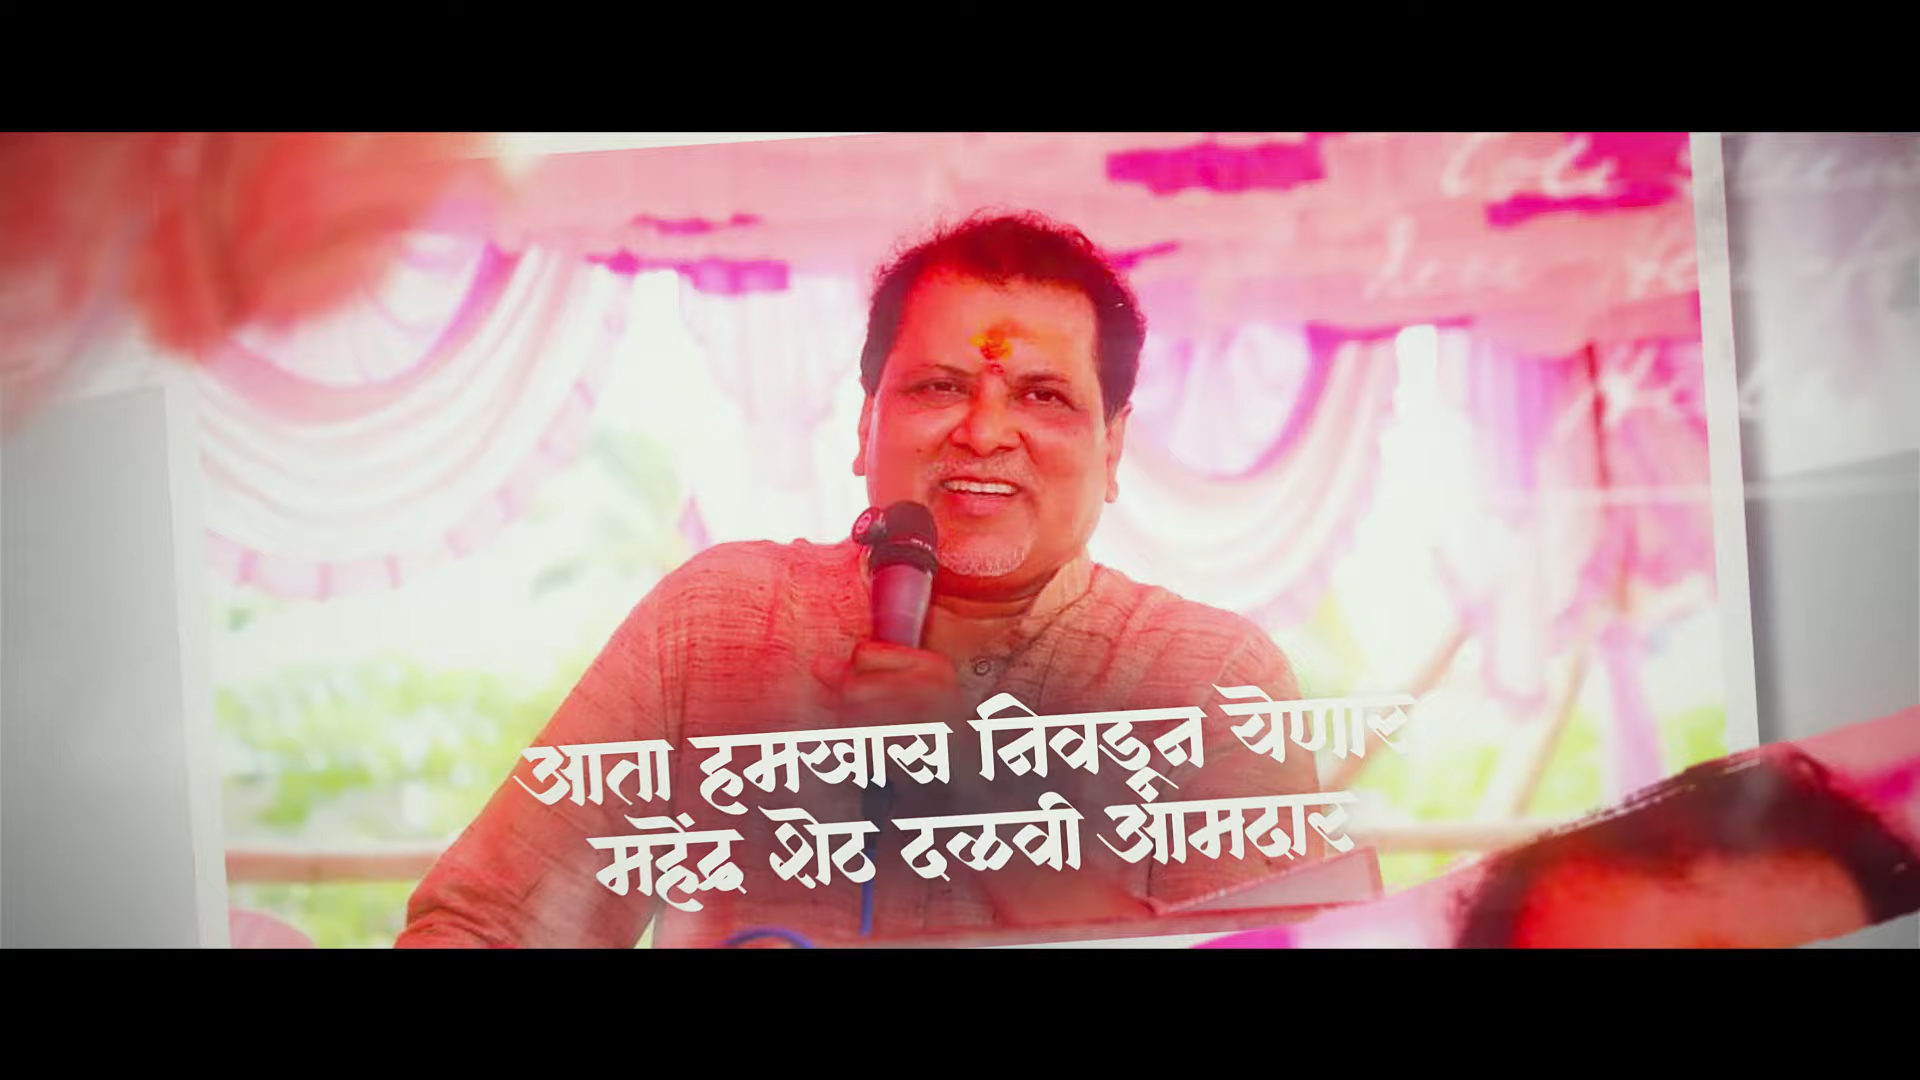 आता हमखास निवडून येणार
महेंद्र शेठ दळवी आमदार